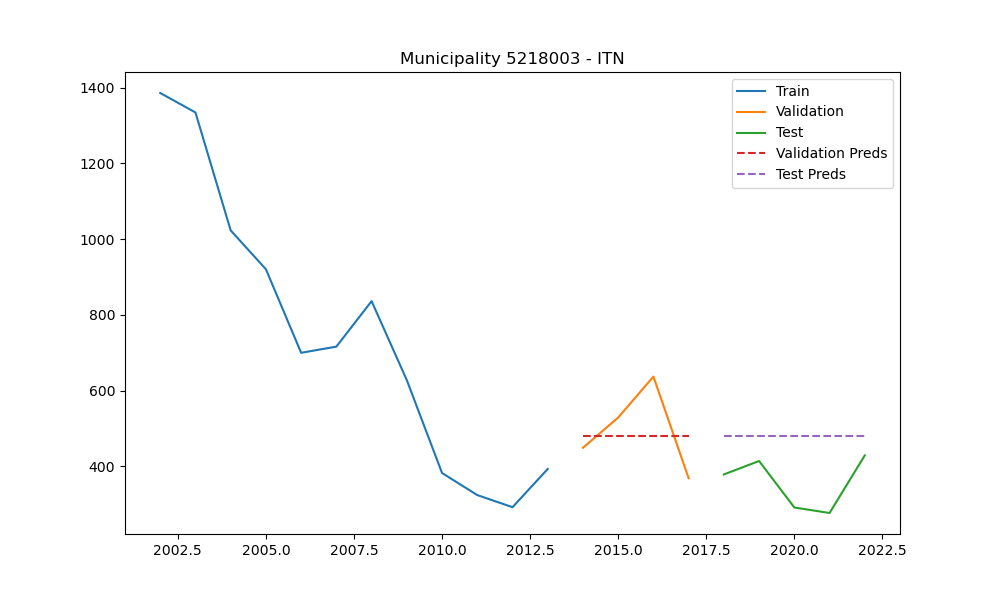 Municipality 5218003 - ITN
1400
1200
1000
800
600
400
Train
Validation
Test
Validation Preds
Test Preds
2002.5 2005.0 2007.5 2010.0 2012.5 2015.0 2017.5 2020.0 2022.5